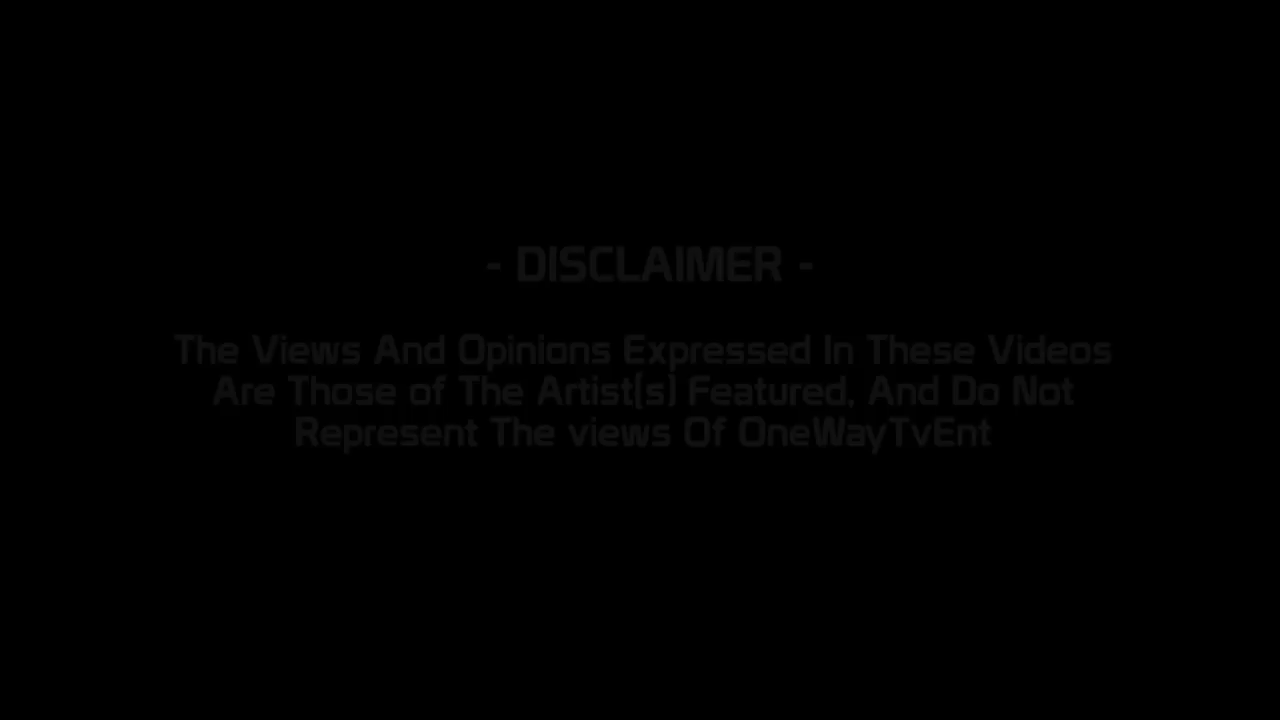 - DISCLAIMER -
The Views And Opinions Expressed In These Videos
Are Those of The Artist(s) Featured, And Do Not
Represent The views Of OneWayTvEnt